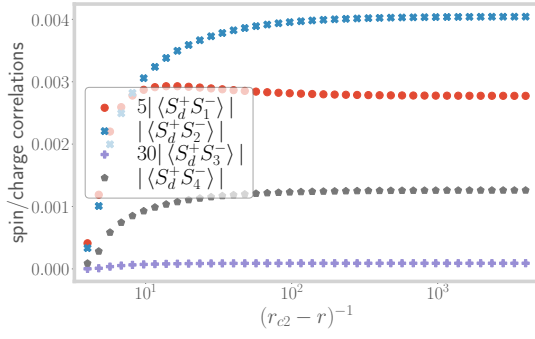 0.004
0.003
0.002
0.001
0.000
spin/charge correlations
5|⟨S_d^+ S_1^−⟩|
|⟨S_d^+ S_2^−⟩|
30|⟨S_d^+ S_3^−⟩|
|⟨S_d^+ S_4^−⟩|
10^1
10^2
10^3
(r_{c2} − r)^{−1}